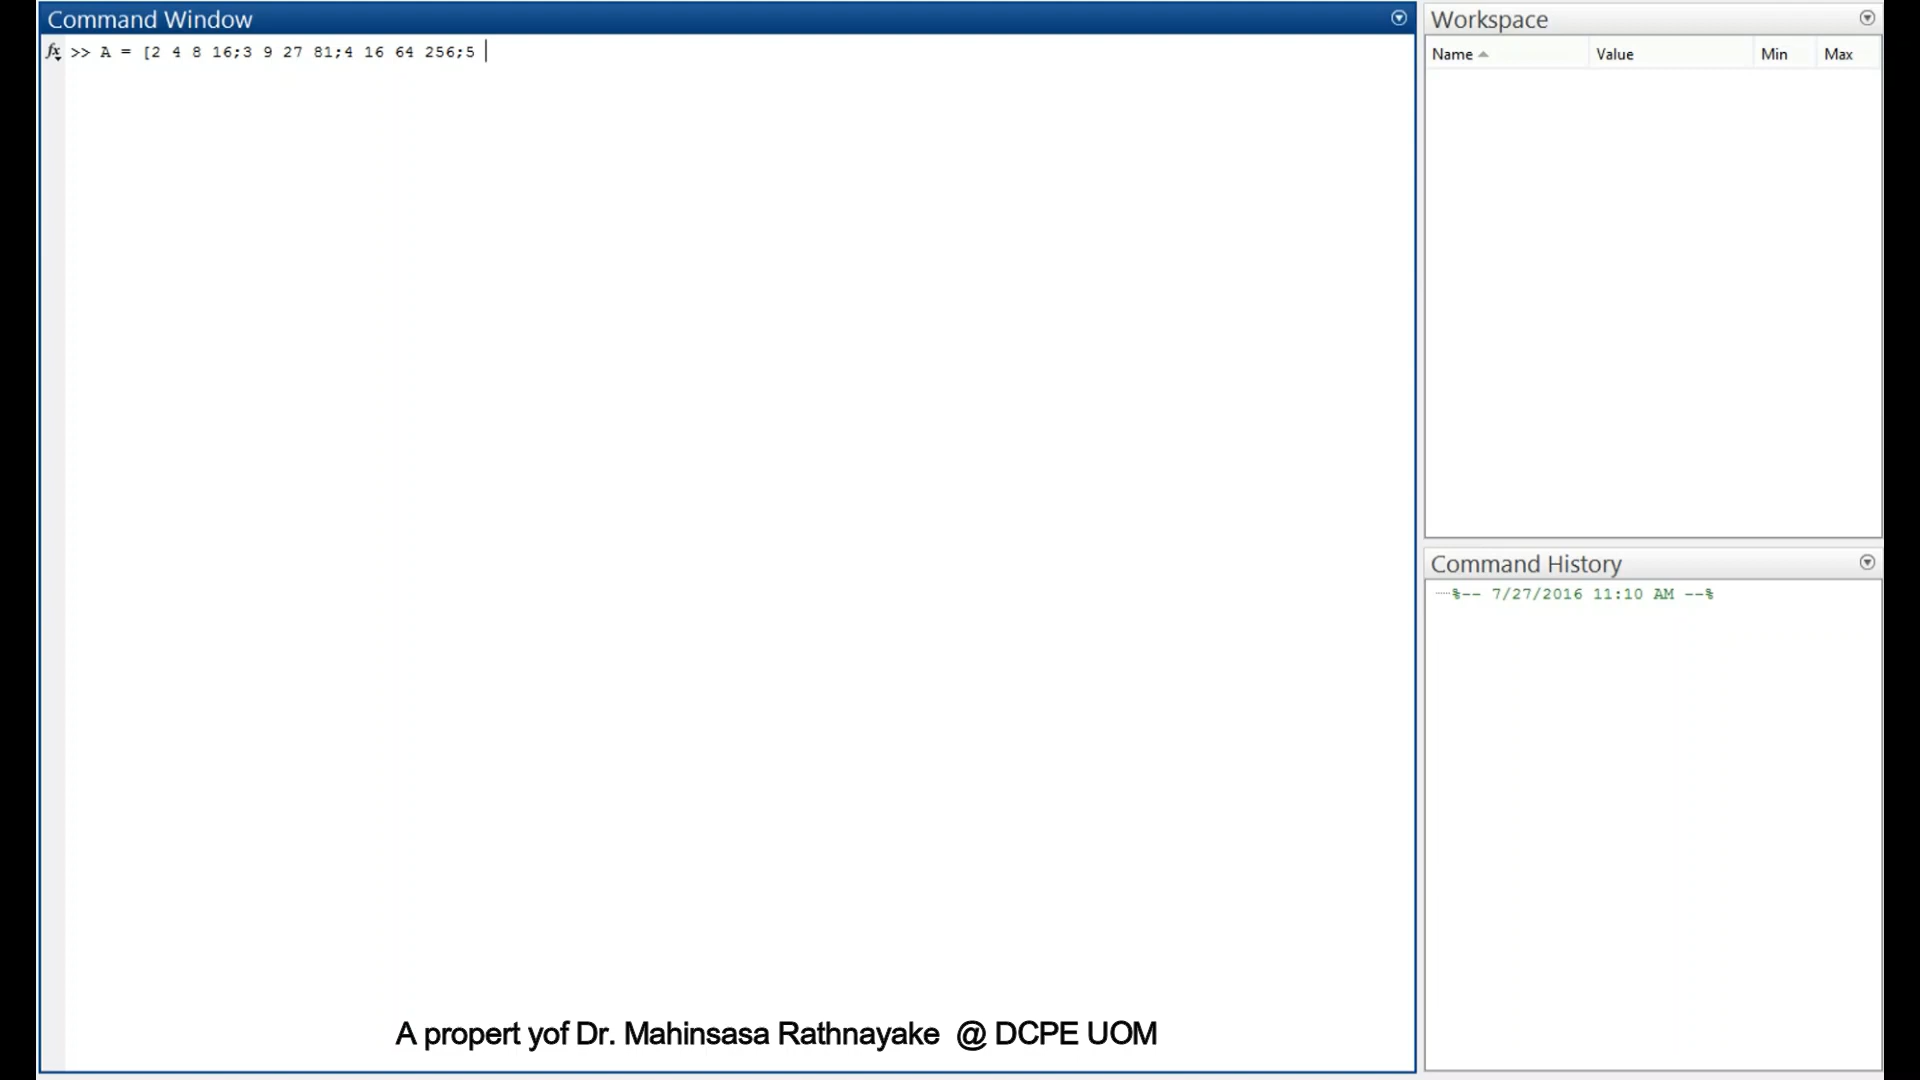 Command Window
fx >> A = [2 4 8 16;3 9 27 81;4 16 64 256;5
Workspace
Name Value Min Max
Command History
%-- 7/27/2016 11:10 AM --%
A propert yof Dr. Mahinsasa Rathnayake @ DCPE UOM